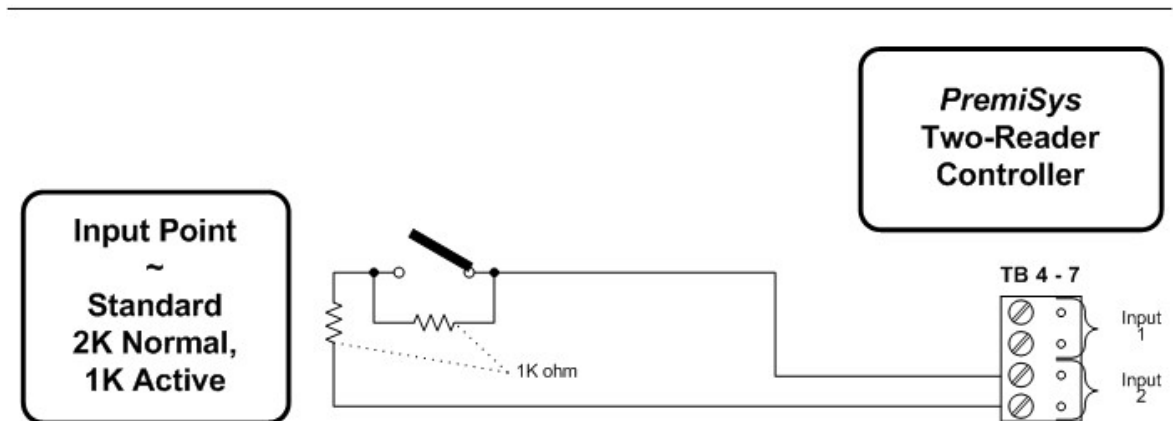 PremiSys
Two-Reader
Controller
Input Point
~
Standard
2K Normal,
1K Active
TB 4 - 7
Input
1
1K ohm
Input
2